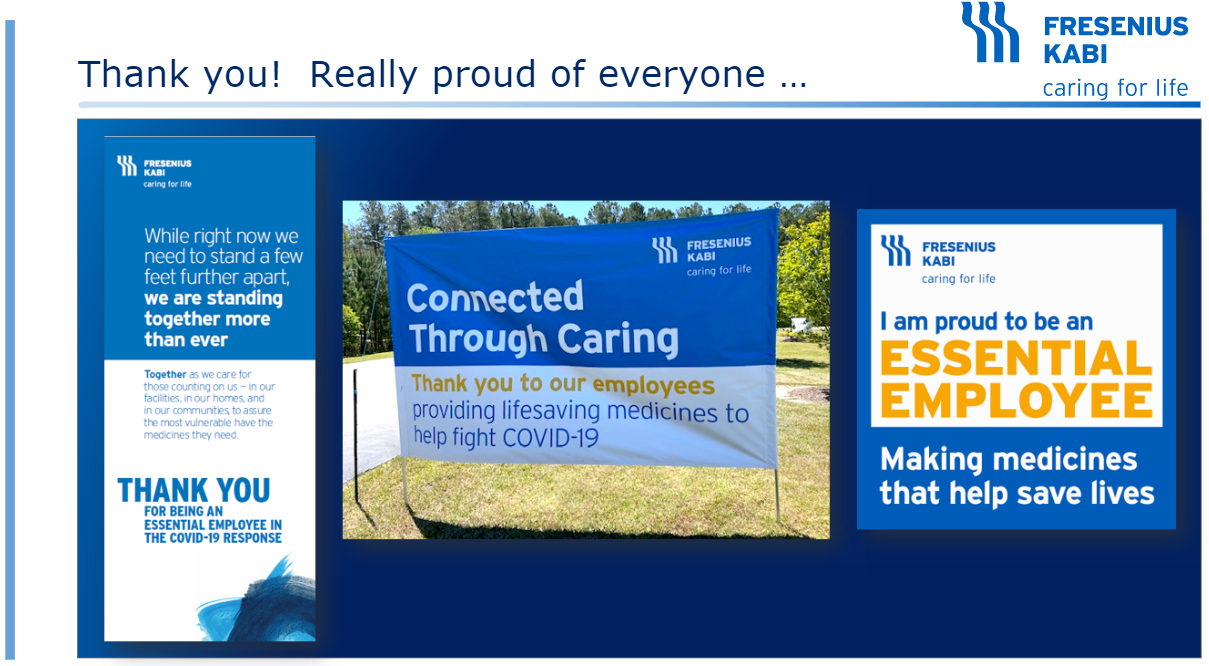 FRESENIUS
KABI
caring for life
Thank you!  Really proud of everyone …
FRESENIUS
KABI
caring for life
While right now we
need to stand a few
feet further apart,
we are standing
together more
than ever
Together as we care for
those counting on us – in our
facilities, in our homes, and
in our communities, to assure
the most vulnerable have the
medicines they need.
THANK YOU
FOR BEING AN
ESSENTIAL EMPLOYEE IN
THE COVID-19 RESPONSE
FRESENIUS
KABI
caring for life
Connected
Through Caring
Thank you to our employees
providing lifesaving medicines to
help fight COVID-19
FRESENIUS
KABI
caring for life
I am proud to be an
ESSENTIAL
EMPLOYEE
Making medicines
that help save lives